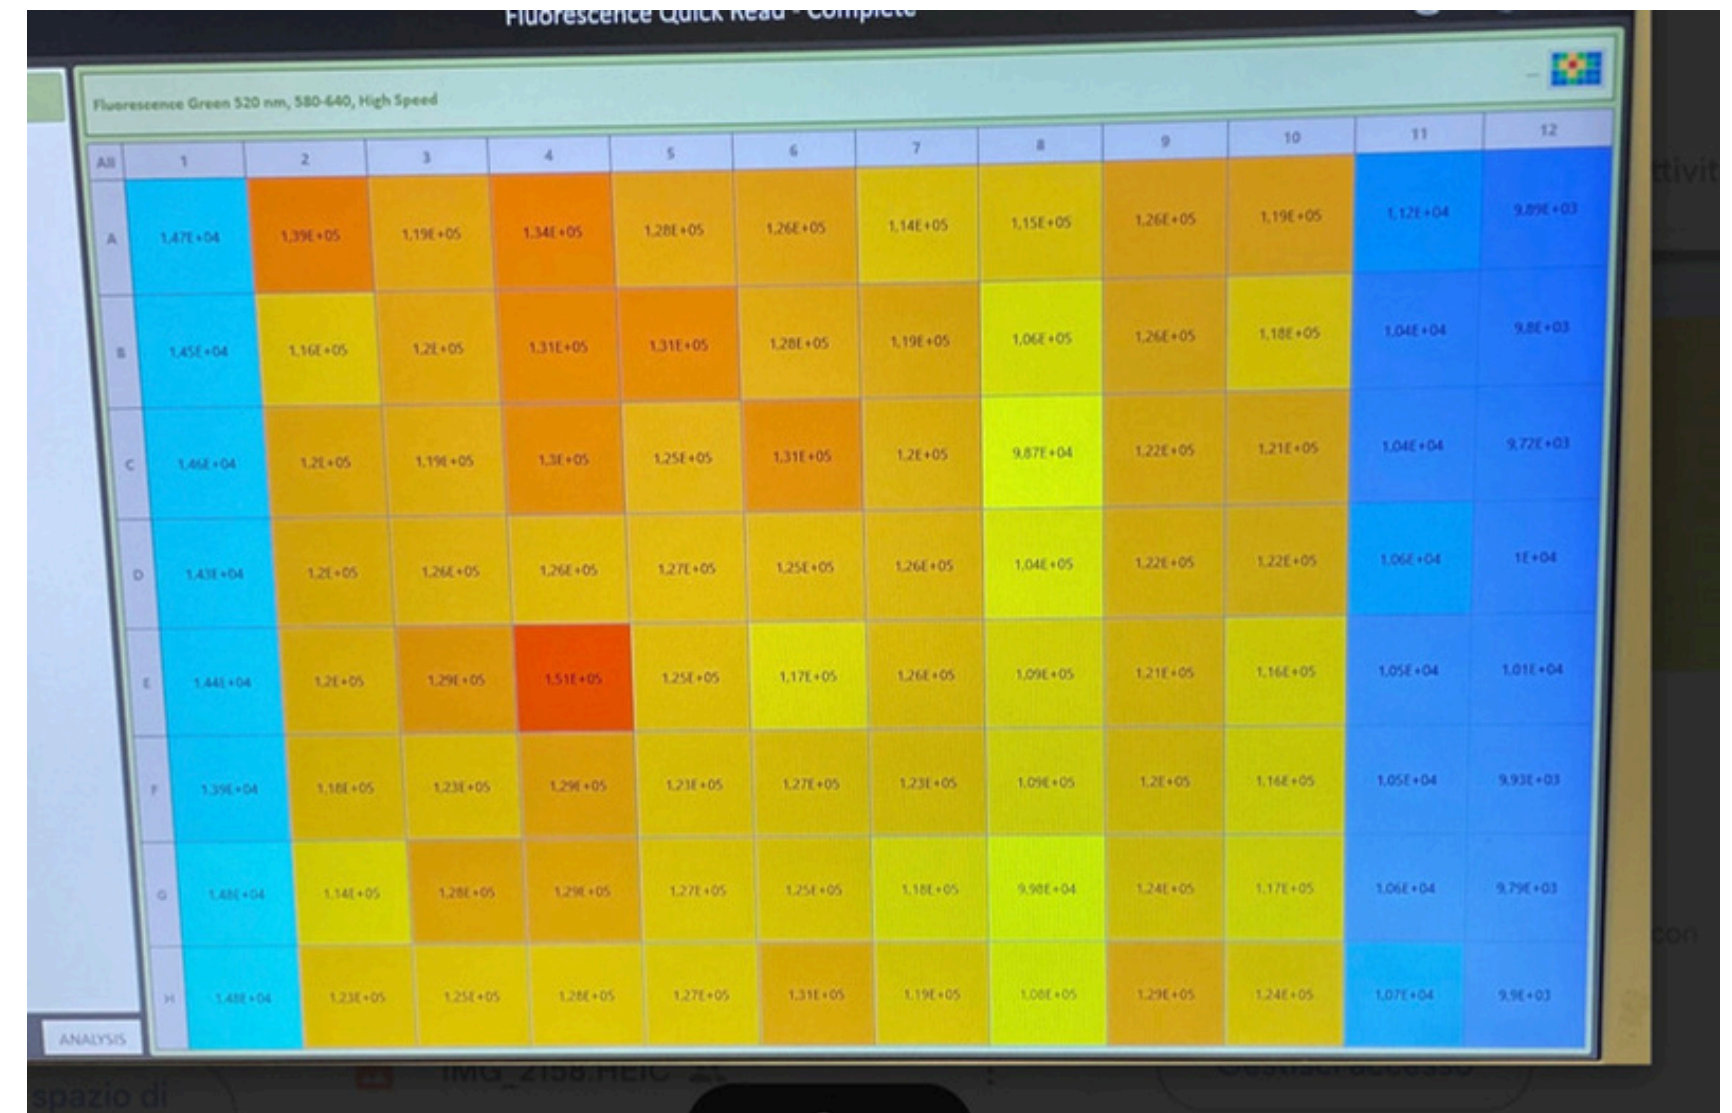 Fluorescence Quick Read - Complete
Fluorescence Green 520 nm, 580-640, High Speed
All 1 2 3 4 5 6 7 8 9 10 11 12
A 1,47E+04 1,39E+05 1,19E+05 1,34E+05 1,28E+05 1,26E+05 1,14E+05 1,15E+05 1,26E+05 1,19E+05 1,12E+04 9,89E+03
B 1,45E+04 1,16E+05 1,2E+05 1,31E+05 1,31E+05 1,28E+05 1,19E+05 1,06E+05 1,26E+05 1,18E+05 1,04E+04 9,8E+03
C 1,46E+04 1,2E+05 1,19E+05 1,3E+05 1,25E+05 1,31E+05 1,2E+05 9,87E+04 1,22E+05 1,21E+05 1,04E+04 9,72E+03
D 1,43E+04 1,2E+05 1,26E+05 1,26E+05 1,27E+05 1,25E+05 1,26E+05 1,04E+05 1,22E+05 1,22E+05 1,06E+04 1E+04
E 1,44E+04 1,2E+05 1,29E+05 1,51E+05 1,25E+05 1,17E+05 1,26E+05 1,09E+05 1,21E+05 1,16E+05 1,05E+04 1,01E+04
F 1,39E+04 1,18E+05 1,23E+05 1,29E+05 1,23E+05 1,27E+05 1,23E+05 1,09E+05 1,2E+05 1,16E+05 1,05E+04 9,93E+03
G 1,48E+04 1,14E+05 1,28E+05 1,29E+05 1,27E+05 1,25E+05 1,18E+05 9,98E+04 1,24E+05 1,17E+05 1,06E+04 9,79E+03
H 1,48E+04 1,23E+05 1,25E+05 1,28E+05 1,27E+05 1,31E+05 1,19E+05 1,08E+05 1,29E+05 1,24E+05 1,07E+04 9,9E+03
ANALYSIS
IMG_2158.HEIC
Gestisci accesso
spazio di
con